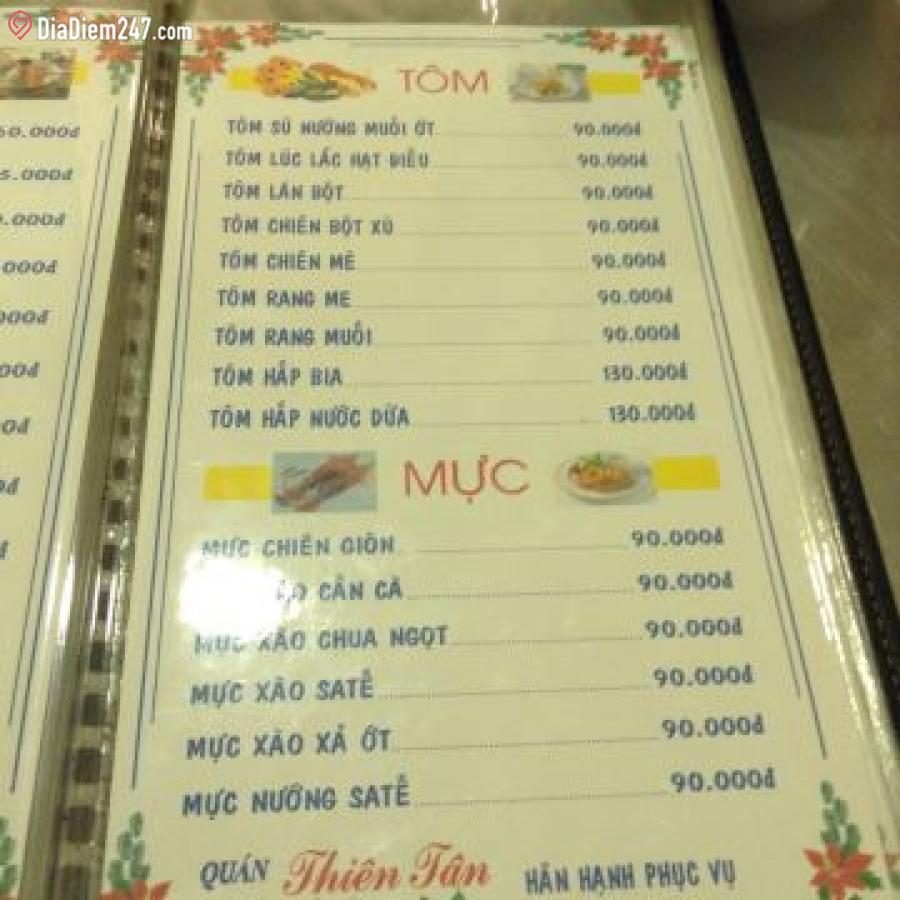 DiaDiem247.com
TÔM
TÔM SÚ NƯỚNG MUỐI ỚT 90.000đ
TÔM LÚC LẮC HẠT ĐIỀU 90.000đ
TÔM LĂN BỘT 90.000đ
TÔM CHIÊN BỘT XÙ 90.000đ
TÔM CHIÊN MÈ 90.000đ
TÔM RANG ME 90.000đ
TÔM RANG MUỐI 90.000đ
TÔM HẤP BIA 130.000đ
TÔM HẤP NƯỚC DỪA 130.000đ
MỰC
MỰC CHIÊN GIÒN 90.000đ
CẦN CÀ 90.000đ
MỰC XÀO CHUA NGỌT 90.000đ
MỰC XÀO SATẾ 90.000đ
MỰC XÀO XẢ ỚT 90.000đ
MỰC NƯỚNG SATẾ 90.000đ
QUÁN Thiên Tân HÂN HẠNH PHỤC VỤ